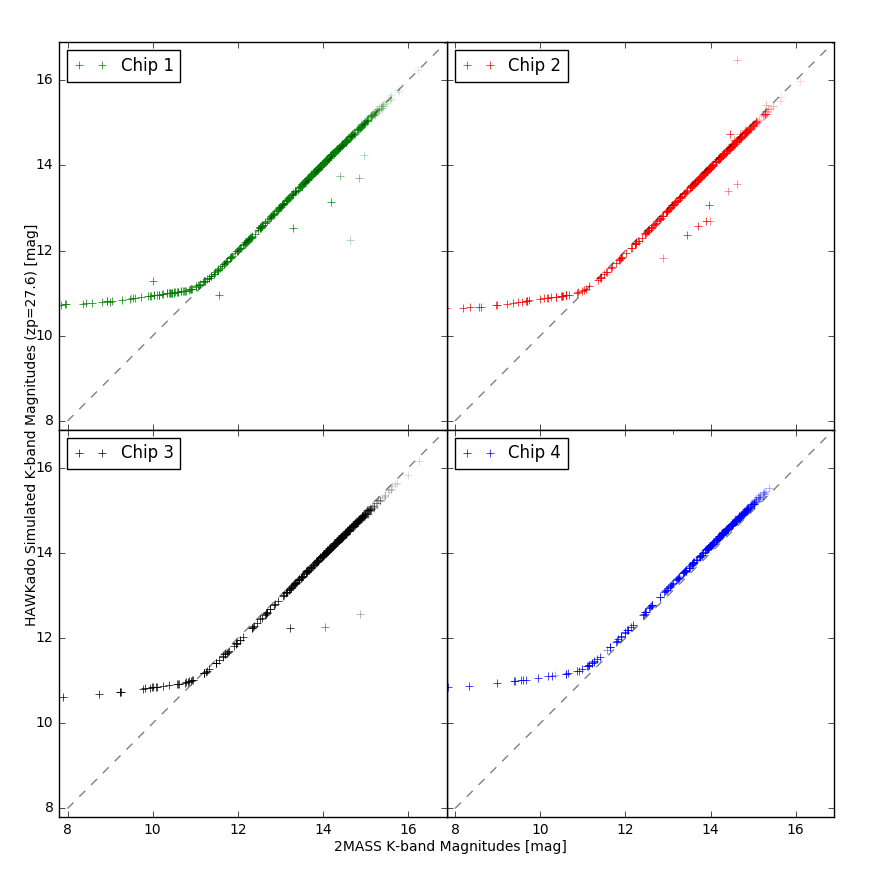 Chip 1
Chip 2
16
14
12
10
8
HAWKado Simulated K-band Magnitudes (zp=27.6) [mag]
Chip 3
Chip 4
16
14
12
10
8
8 10 12 14 16 8 10 12 14 16
2MASS K-band Magnitudes [mag]